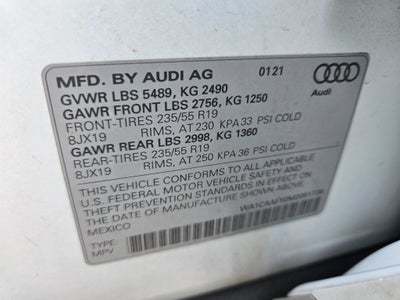 MFD. BY AUDI AG 01 21
GVWR LBS 5489, KG 2490
GAWR FRONT LBS 2756, KG 1250
FRONT-TIRES 235/55 R19
8JX19 RIMS, AT 230 KPA 33 PSI COLD
GAWR REAR LBS 2998, KG 1360
REAR-TIRES 235/55 R19
8JX19 RIMS, AT 250 KPA 36 PSI COLD
THIS VEHICLE CONFORMS TO ALL APPLICABLE
U.S. FEDERAL MOTOR VEHICLE SAFETY AND
THEFT PREVENTION STANDARDS IN EFFECT ON
THE DATE OF MANUFACTURE SHOWN ABOVE.
MEXICO
TYPE:
MPV
Audi